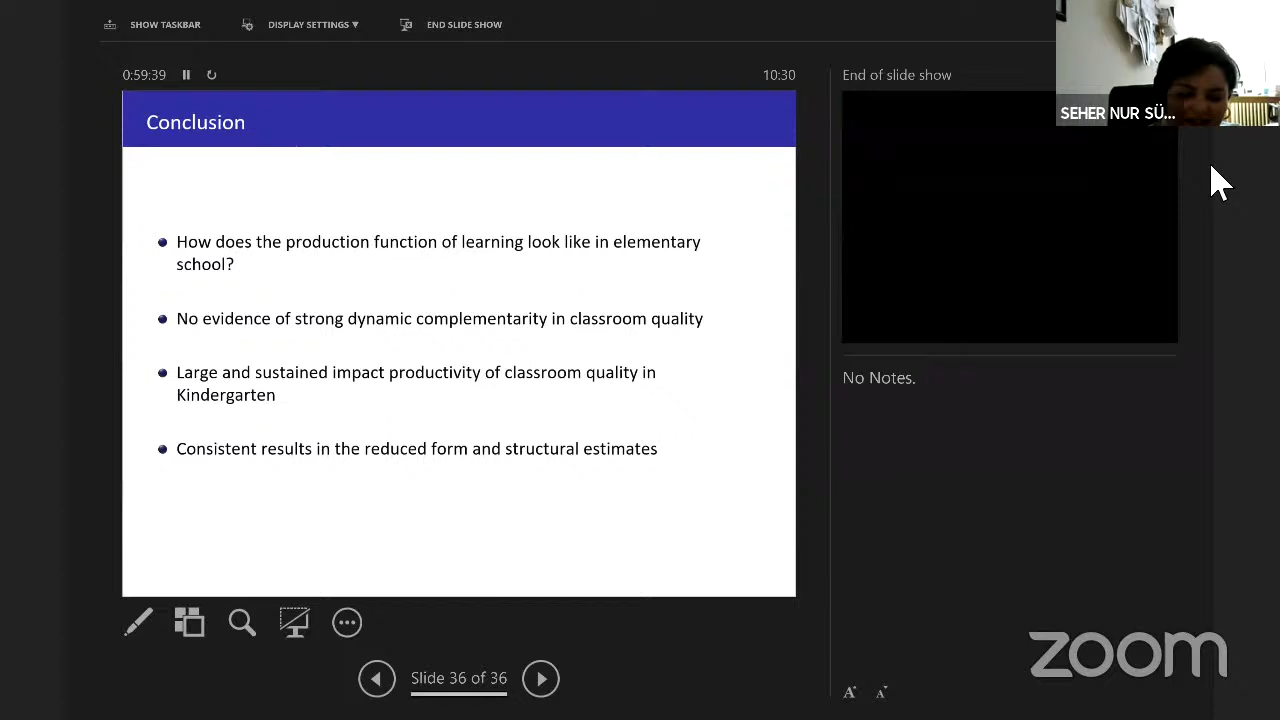 SHOW TASKBAR
DISPLAY SETTINGS ▼
END SLIDE SHOW
0:59:39
10:30
End of slide show
SEHER NUR SÜ...
Conclusion
How does the production function of learning look like in elementary
school?
No evidence of strong dynamic complementarity in classroom quality
Large and sustained impact productivity of classroom quality in
Kindergarten
Consistent results in the reduced form and structural estimates
No Notes.
Slide 36 of 36
A A
zoom